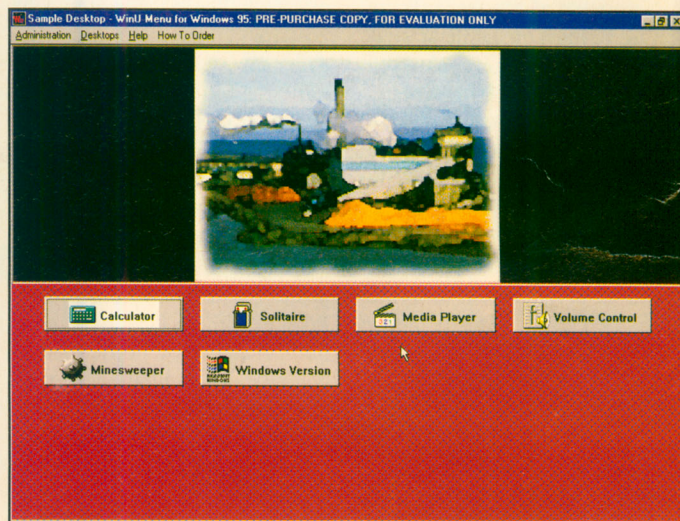 Sample Desktop - WinU Menu for Windows 95: PRE-PURCHASE COPY, FOR EVALUATION ONLY
Administration Desktops Help How To Order
Calculator
Solitaire
Media Player
Volume Control
Minesweeper
Windows Version